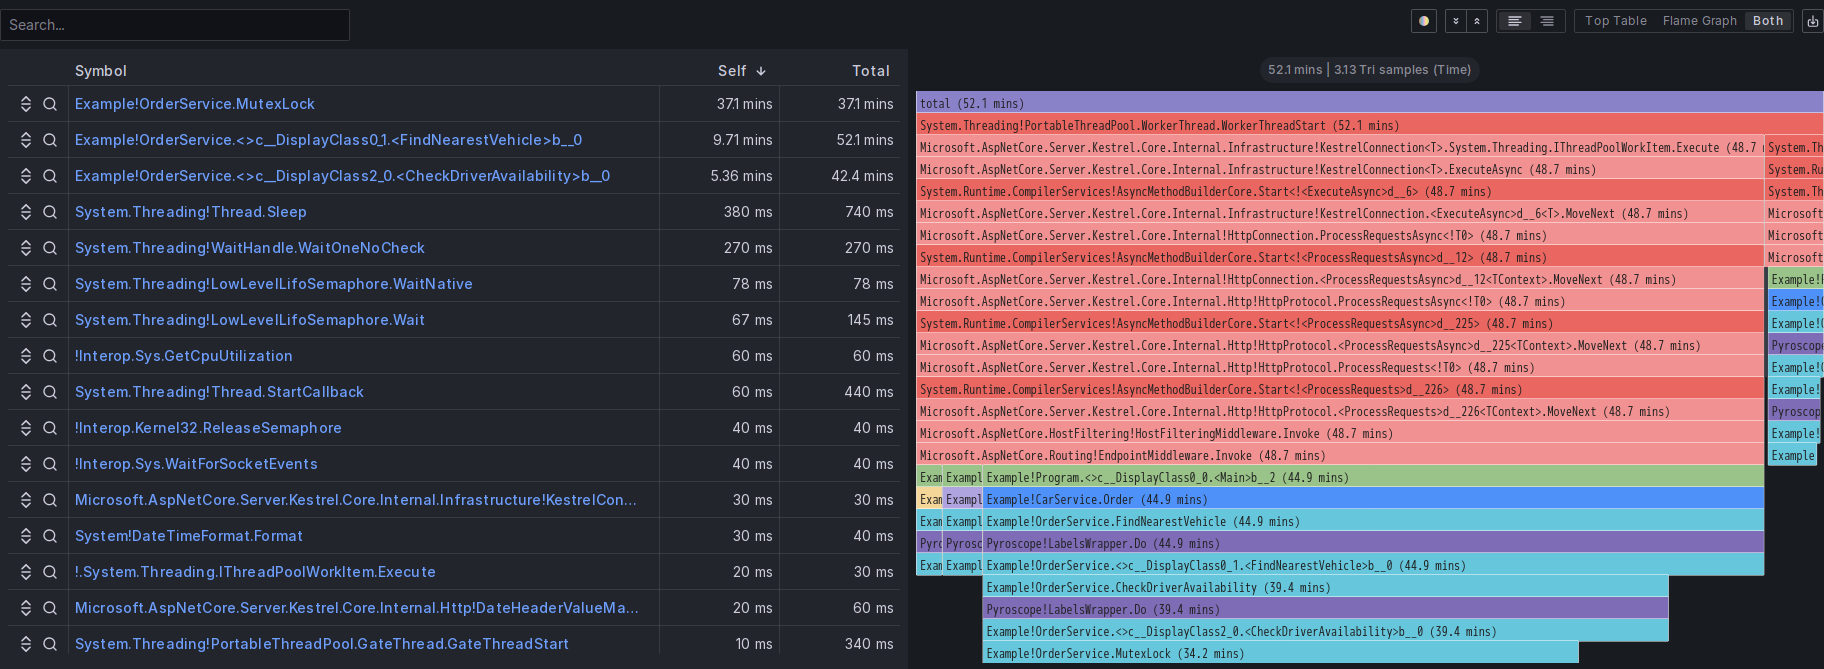 Search...
Top Table Flame Graph Both
Symbol Self Total
Example!OrderService.MutexLock 37.1 mins 37.1 mins
Example!OrderService.<>c__DisplayClass0_1.<FindNearestVehicle>b__0 9.71 mins 52.1 mins
Example!OrderService.<>c__DisplayClass2_0.<CheckDriverAvailability>b__0 5.36 mins 42.4 mins
System.Threading!Thread.Sleep 380 ms 740 ms
System.Threading!WaitHandle.WaitOneNoCheck 270 ms 270 ms
System.Threading!LowLevelLifoSemaphore.WaitNative 78 ms 78 ms
System.Threading!LowLevelLifoSemaphore.Wait 67 ms 145 ms
!Interop.Sys.GetCpuUtilization 60 ms 60 ms
System.Threading!Thread.StartCallback 60 ms 440 ms
!Interop.Kernel32.ReleaseSemaphore 40 ms 40 ms
!Interop.Sys.WaitForSocketEvents 40 ms 40 ms
Microsoft.AspNetCore.Server.Kestrel.Core.Internal.Infrastructure!KestrelCon... 30 ms 30 ms
System!DateTimeFormat.Format 30 ms 40 ms
!.System.Threading.IThreadPoolWorkItem.Execute 20 ms 30 ms
Microsoft.AspNetCore.Server.Kestrel.Core.Internal.Http!DateHeaderValueMa... 20 ms 60 ms
System.Threading!PortableThreadPool.GateThread.GateThreadStart 10 ms 340 ms
52.1 mins | 3.13 Tri samples (Time)
total (52.1 mins)
System.Threading!PortableThreadPool.WorkerThread.WorkerThreadStart (52.1 mins)
Microsoft.AspNetCore.Server.Kestrel.Core.Internal.Infrastructure!KestrelConnection<T>.System.Threading.IThreadPoolWorkItem.Execute (48.7 System.Th
Microsoft.AspNetCore.Server.Kestrel.Core.Internal.Infrastructure!KestrelConnection<T>.ExecuteAsync (48.7 mins) System.Ru
System.Runtime.CompilerServices!AsyncMethodBuilderCore.Start<!<ExecuteAsync>d__6> (48.7 mins) System.Th
Microsoft.AspNetCore.Server.Kestrel.Core.Internal.Infrastructure!KestrelConnection.<ExecuteAsync>d__6<T>.MoveNext (48.7 mins) Microsoft
Microsoft.AspNetCore.Server.Kestrel.Core.Internal!HttpConnection.ProcessRequestsAsync<!T0> (48.7 mins) Microsoft
System.Runtime.CompilerServices!AsyncMethodBuilderCore.Start<!<ProcessRequestsAsync>d__12> (48.7 mins) Microsoft
Microsoft.AspNetCore.Server.Kestrel.Core.Internal!HttpConnection.<ProcessRequestsAsync>d__12<TContext>.MoveNext (48.7 mins) Example!
Microsoft.AspNetCore.Server.Kestrel.Core.Internal.Http!HttpProtocol.ProcessRequestsAsync<!T0> (48.7 mins) Example!
System.Runtime.CompilerServices!AsyncMethodBuilderCore.Start<!<ProcessRequestsAsync>d__225> (48.7 mins) Example!
Microsoft.AspNetCore.Server.Kestrel.Core.Internal.Http!HttpProtocol.<ProcessRequestsAsync>d__225<TContext>.MoveNext (48.7 mins) Pyroscope
Microsoft.AspNetCore.Server.Kestrel.Core.Internal.Http!HttpProtocol.ProcessRequests<!T0> (48.7 mins) Example!
System.Runtime.CompilerServices!AsyncMethodBuilderCore.Start<!<ProcessRequests>d__226> (48.7 mins) Example!
Microsoft.AspNetCore.Server.Kestrel.Core.Internal.Http!HttpProtocol.<ProcessRequests>d__226<TContext>.MoveNext (48.7 mins) Pyroscop
Microsoft.AspNetCore.HostFiltering!HostFilteringMiddleware.Invoke (48.7 mins) Example!
Microsoft.AspNetCore.Routing!EndpointMiddleware.Invoke (48.7 mins) Example
Exam Exampl Example!Program.<>c__DisplayClass0_0.<Main>b__2 (44.9 mins)
Exam Exampl Example!CarService.Order (44.9 mins)
Exam Exampl Example!OrderService.FindNearestVehicle (44.9 mins)
Pyro Pyrosc Pyroscope!LabelsWrapper.Do (44.9 mins)
Exam Exampl Example!OrderService.<>c__DisplayClass0_1.<FindNearestVehicle>b__0 (44.9 mins)
Example!OrderService.CheckDriverAvailability (39.4 mins)
Pyroscope!LabelsWrapper.Do (39.4 mins)
Example!OrderService.<>c__DisplayClass2_0.<CheckDriverAvailability>b__0 (39.4 mins)
Example!OrderService.MutexLock (34.2 mins)